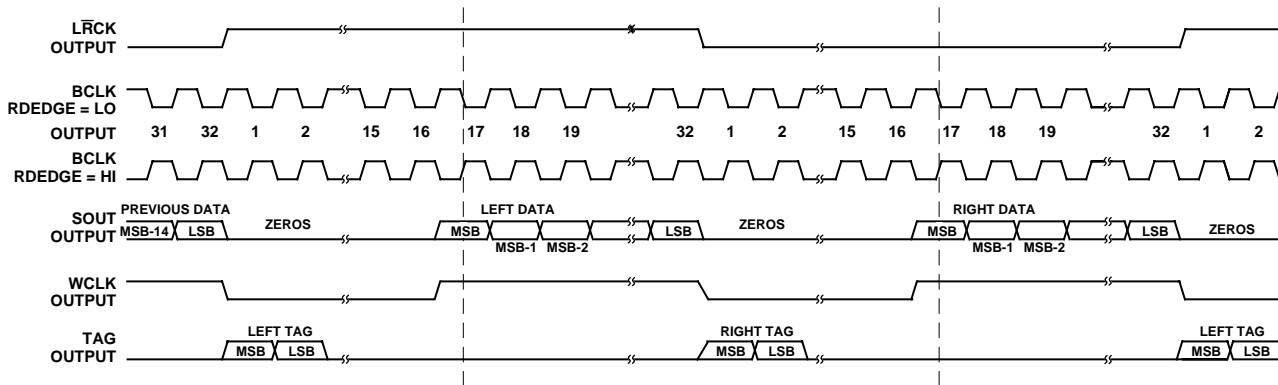 LRCK
OUTPUT
BCLK
RDEDGE = LO
OUTPUT 31 32 1 2 15 16 17 18 19 32 1 2 15 16 17 18 19 32 1 2
BCLK
RDEDGE = HI
PREVIOUS DATA LEFT DATA RIGHT DATA
SOUT ZEROS ZEROS ZEROS
OUTPUT MSB-14 LSB MSB LSB MSB LSB
MSB-1 MSB-2 MSB-1 MSB-2
WCLK
OUTPUT
LEFT TAG RIGHT TAG LEFT TAG
TAG
OUTPUT MSB LSB MSB LSB MSB LSB